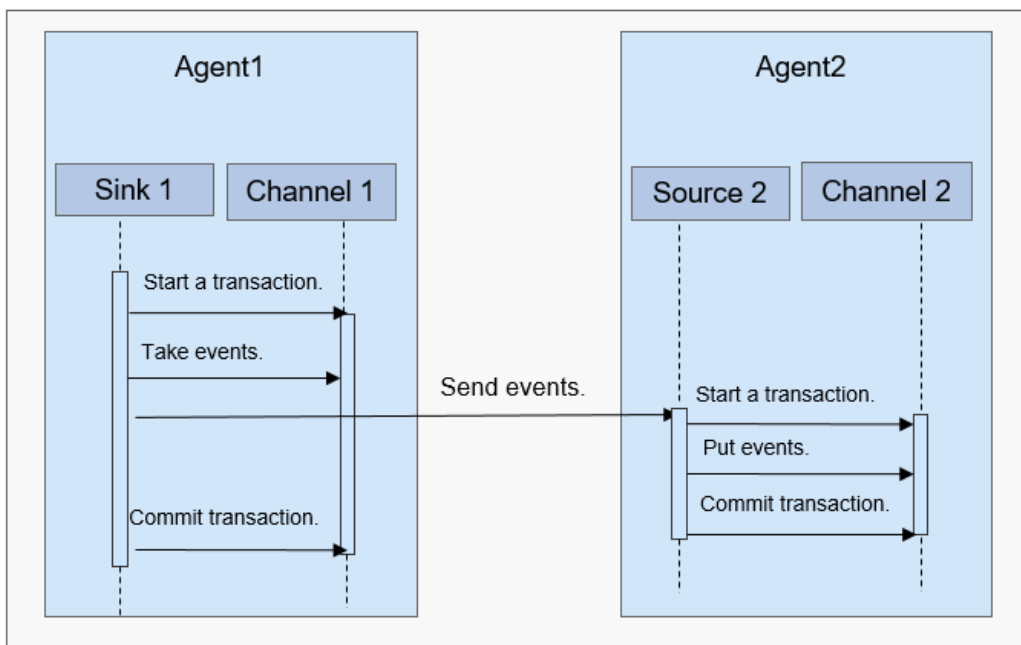 Agent1
Agent2
Sink 1
Channel 1
Source 2
Channel 2
Start a transaction.
Take events.
Send events.
Start a transaction.
Put events.
Commit transaction.
Commit transaction.